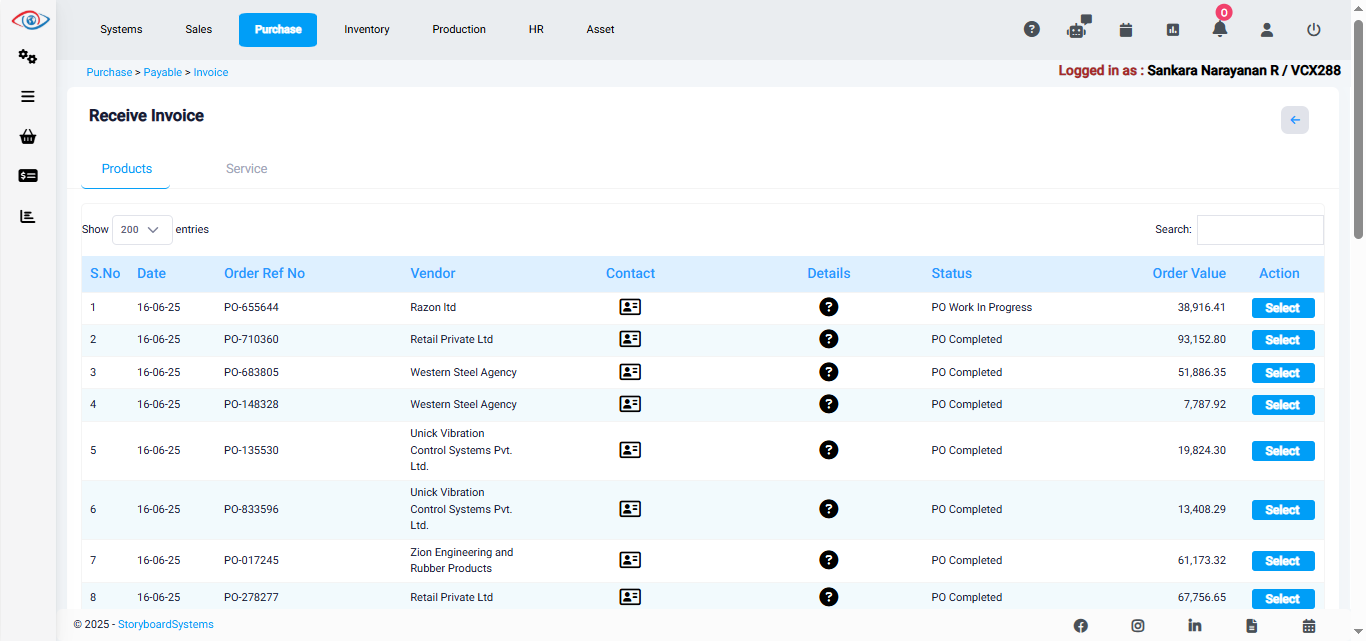 Systems Sales Purchase Inventory Production HR Asset 0
Purchase > Payable > Invoice Logged in as : Sankara Narayanan R / VCX288
Receive Invoice
Products Service
Show 200 entries Search:
S.No Date Order Ref No Vendor Contact Details Status Order Value Action
1 16-06-25 PO-655644 Razon ltd PO Work In Progress 38,916.41 Select
2 16-06-25 PO-710360 Retail Private Ltd PO Completed 93,152.80 Select
3 16-06-25 PO-683805 Western Steel Agency PO Completed 51,886.35 Select
4 16-06-25 PO-148328 Western Steel Agency PO Completed 7,787.92 Select
Unick Vibration
5 16-06-25 PO-135530 Control Systems Pvt. PO Completed 19,824.30 Select
Ltd.
Unick Vibration
6 16-06-25 PO-833596 Control Systems Pvt. PO Completed 13,408.29 Select
Ltd.
7 16-06-25 PO-017245 Zion Engineering and PO Completed 61,173.32 Select
Rubber Products
8 16-06-25 PO-278277 Retail Private Ltd PO Completed 67,756.65 Select
© 2025 - StoryboardSystems